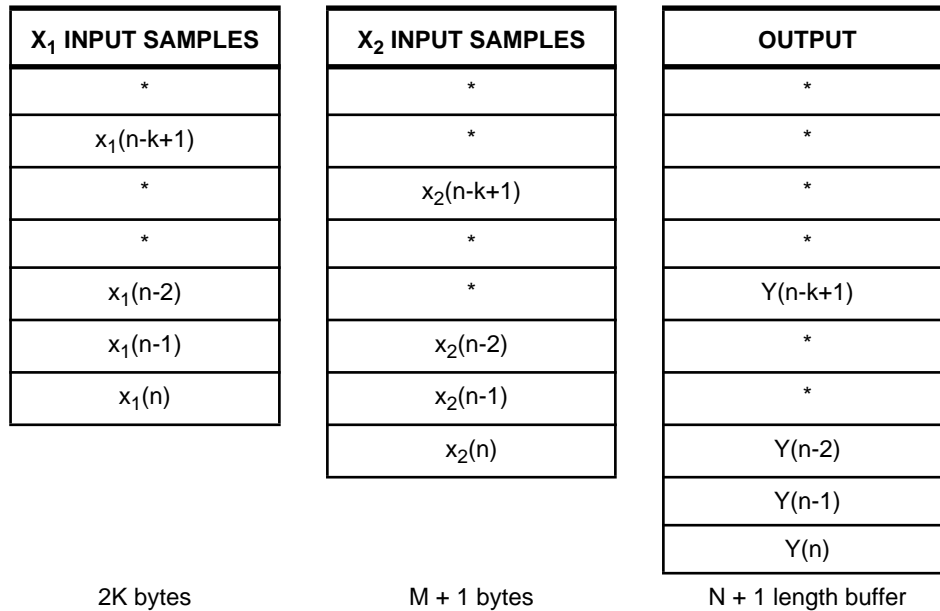 X₁ INPUT SAMPLES
*
x₁(n-k+1)
*
*
x₁(n-2)
x₁(n-1)
x₁(n)
2K bytes
X₂ INPUT SAMPLES
*
*
x₂(n-k+1)
*
*
x₂(n-2)
x₂(n-1)
x₂(n)
M + 1 bytes
OUTPUT
*
*
*
*
Y(n-k+1)
*
*
Y(n-2)
Y(n-1)
Y(n)
N + 1 length buffer